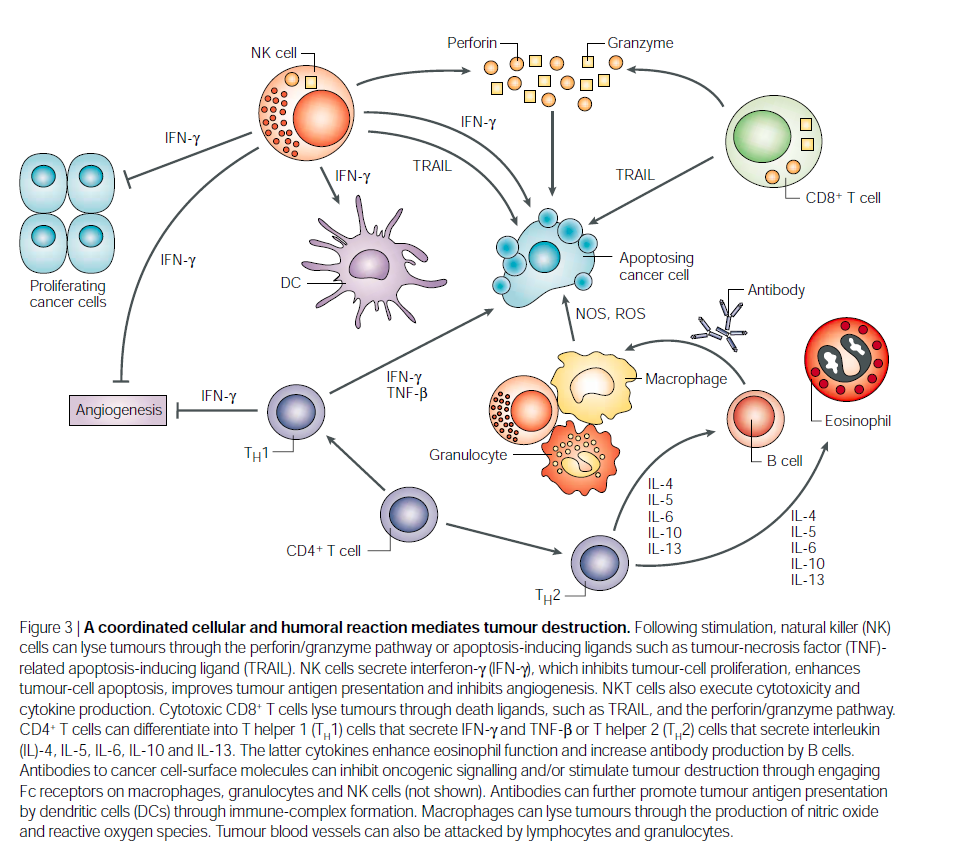 NK cell
Perforin
Granzyme
IFN-γ
IFN-γ
TRAIL
IFN-γ
TRAIL
CD8+ T cell
IFN-γ
DC
Apoptosing
cancer cell
Proliferating
cancer cells
Antibody
NOS, ROS
IFN-γ
TNF-β
Macrophage
Angiogenesis
IFN-γ
Eosinophil
TH1
Granulocyte
B cell
IL-4
IL-5
IL-6
IL-10
IL-13
IL-4
IL-5
IL-6
IL-10
IL-13
CD4+ T cell
TH2
Figure 3 | A coordinated cellular and humoral reaction mediates tumour destruction. Following stimulation, natural killer (NK)
cells can lyse tumours through the perforin/granzyme pathway or apoptosis-inducing ligands such as tumour-necrosis factor (TNF)-
related apoptosis-inducing ligand (TRAIL). NK cells secrete interferon-γ (IFN-γ), which inhibits tumour-cell proliferation, enhances
tumour-cell apoptosis, improves tumour antigen presentation and inhibits angiogenesis. NKT cells also execute cytotoxicity and
cytokine production. Cytotoxic CD8+ T cells lyse tumours through death ligands, such as TRAIL, and the perforin/granzyme pathway.
CD4+ T cells can differentiate into T helper 1 (TH1) cells that secrete IFN-γ and TNF-β or T helper 2 (TH2) cells that secrete interleukin
(IL)-4, IL-5, IL-6, IL-10 and IL-13. The latter cytokines enhance eosinophil function and increase antibody production by B cells.
Antibodies to cancer cell-surface molecules can inhibit oncogenic signalling and/or stimulate tumour destruction through engaging
Fc receptors on macrophages, granulocytes and NK cells (not shown). Antibodies can further promote tumour antigen presentation
by dendritic cells (DCs) through immune-complex formation. Macrophages can lyse tumours through the production of nitric oxide
and reactive oxygen species. Tumour blood vessels can also be attacked by lymphocytes and granulocytes.